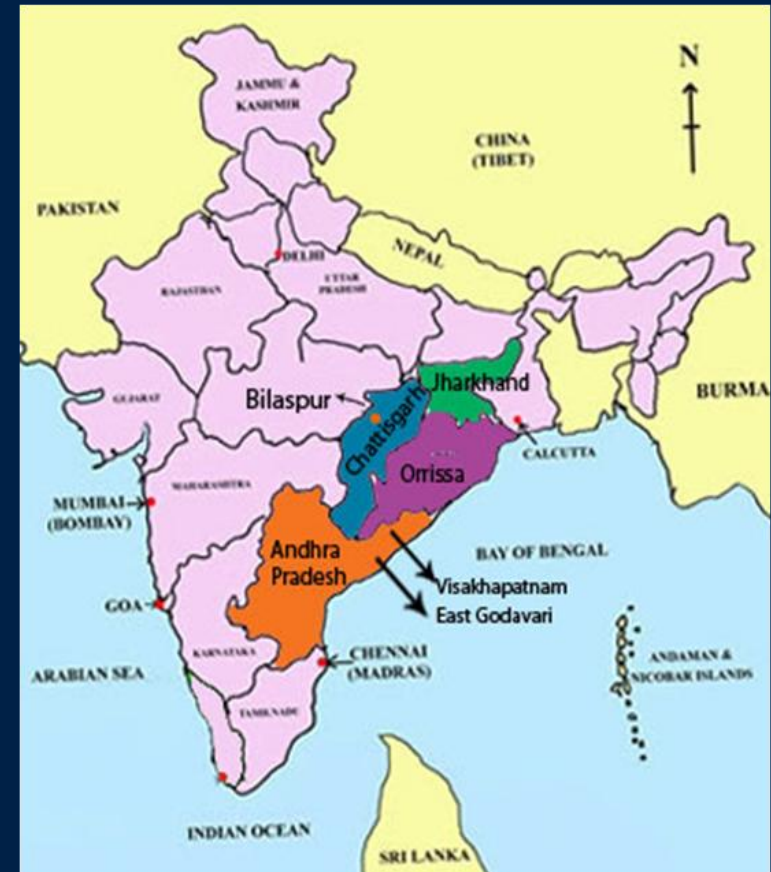 N
JAMMU &
KASHMIR
CHINA
(TIBET)
PAKISTAN
NEPAL
DELHI
UTTAR
PRADESH
RAJASTHAN
Jharkhand
BURMA
Bilaspur
GUJARAT
Chattisgarh
CALCUTTA
Orrissa
MAHARASHTRA
MUMBAI
(BOMBAY)
Andhra
Pradesh
BAY OF BENGAL
Visakhapatnam
East Godavari
GOA
KARNATAKA
CHENNAI
(MADRAS)
ANDAMAN &
NICOBAR ISLANDS
ARABIAN SEA
TAMILNADU
INDIAN OCEAN
SRI LANKA